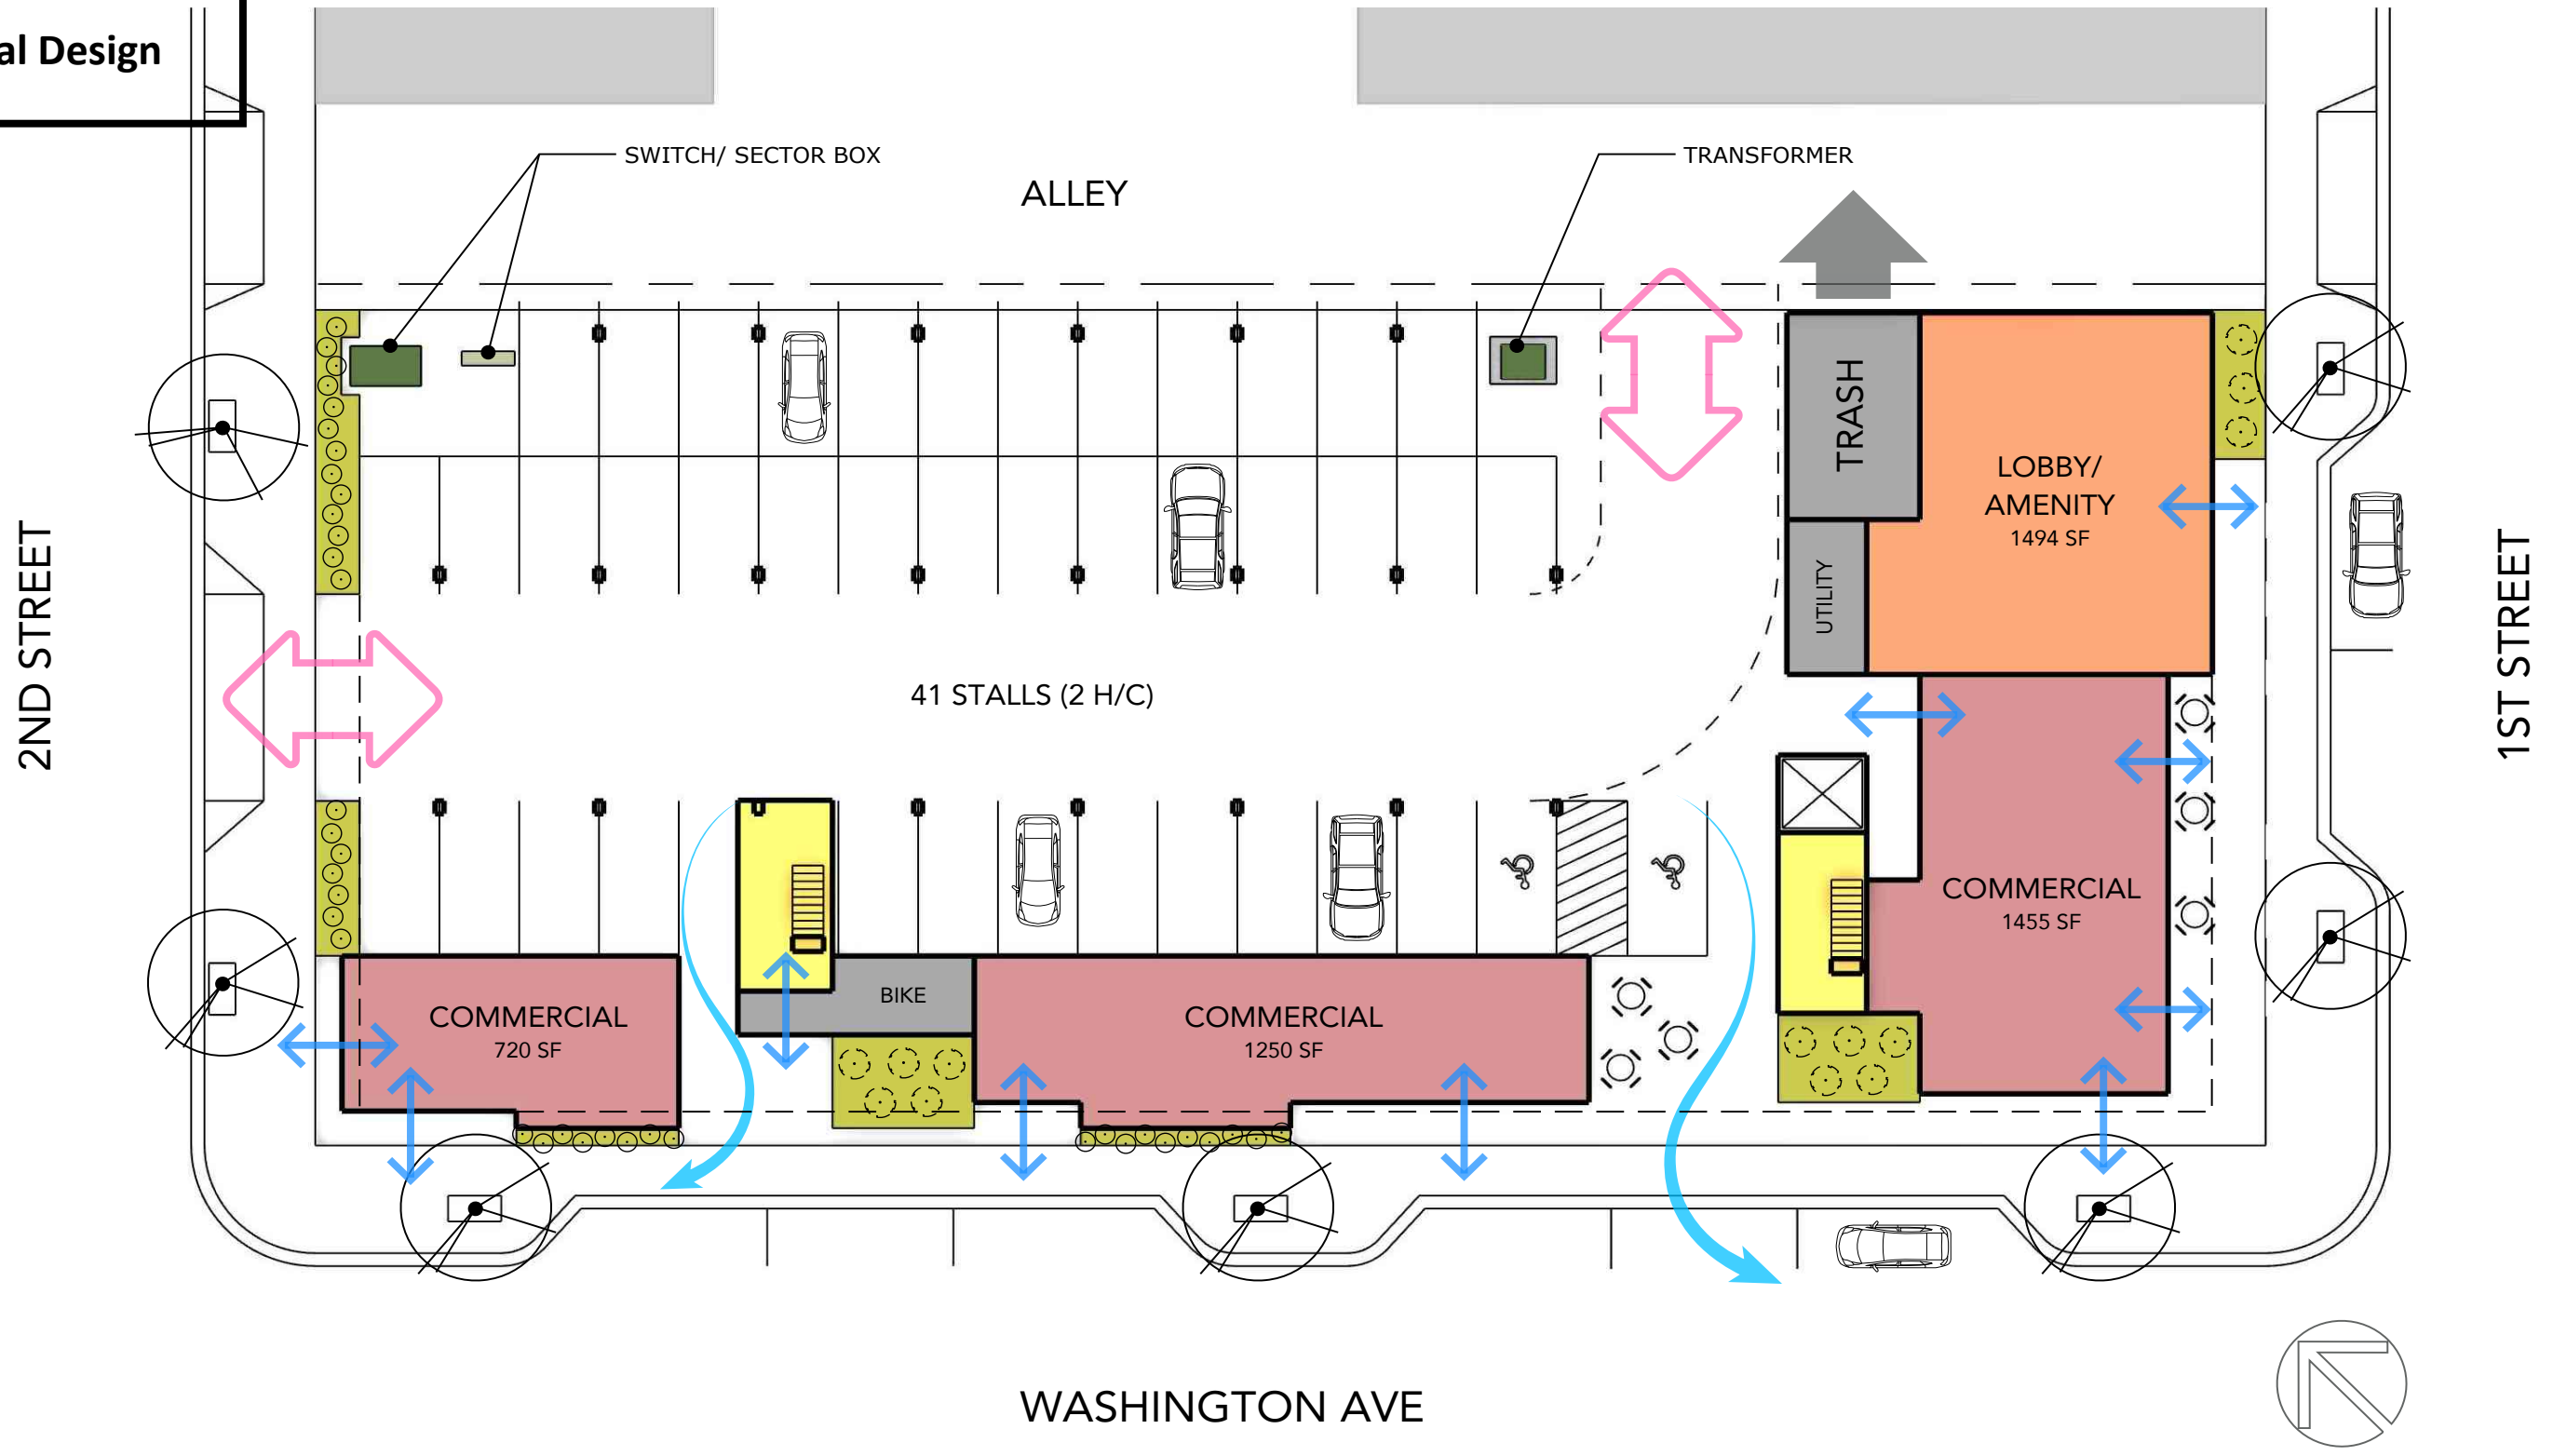 al Design
SWITCH/ SECTOR BOX
TRANSFORMER
ALLEY
TRASH
LOBBY/
AMENITY
1494 SF
UTILITY
2ND STREET
1ST STREET
41 STALLS (2 H/C)
COMMERCIAL
1455 SF
BIKE
COMMERCIAL
720 SF
COMMERCIAL
1250 SF
WASHINGTON AVE